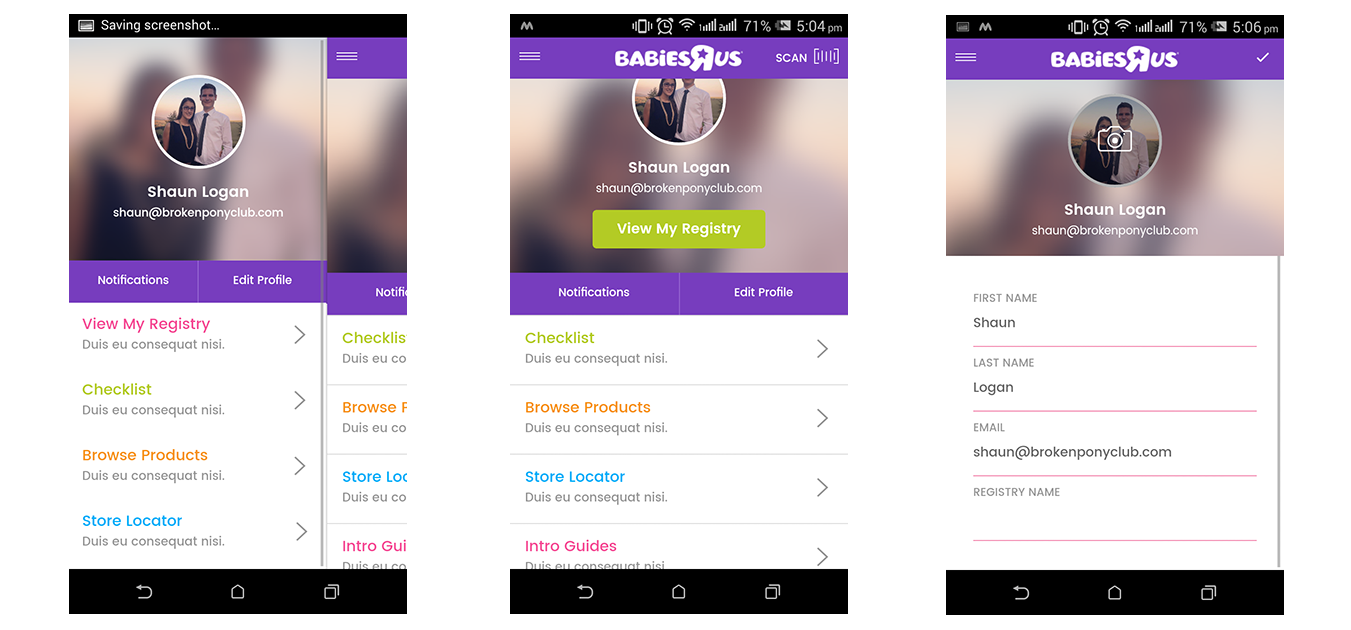 Saving screenshot...
Shaun Logan
shaun@brokenponyclub.com
Notifications
Edit Profile
View My Registry
Duis eu consequat nisi.
Checklist
Duis eu consequat nisi.
Browse Products
Duis eu consequat nisi.
Store Locator
Duis eu consequat nisi.
Notific
Checklis
Duis eu co
Browse P
Duis eu co
Store Loc
Duis eu co
Intro Gui
Duis eu co
71% 5:04 pm
BABiESRUS
SCAN
Shaun Logan
shaun@brokenponyclub.com
View My Registry
Notifications
Edit Profile
Checklist
Duis eu consequat nisi.
Browse Products
Duis eu consequat nisi.
Store Locator
Duis eu consequat nisi.
Intro Guides
Duis eu consequat nisi.
71% 5:06 pm
BABiESRUS
Shaun Logan
shaun@brokenponyclub.com
FIRST NAME
Shaun
LAST NAME
Logan
EMAIL
shaun@brokenponyclub.com
REGISTRY NAME